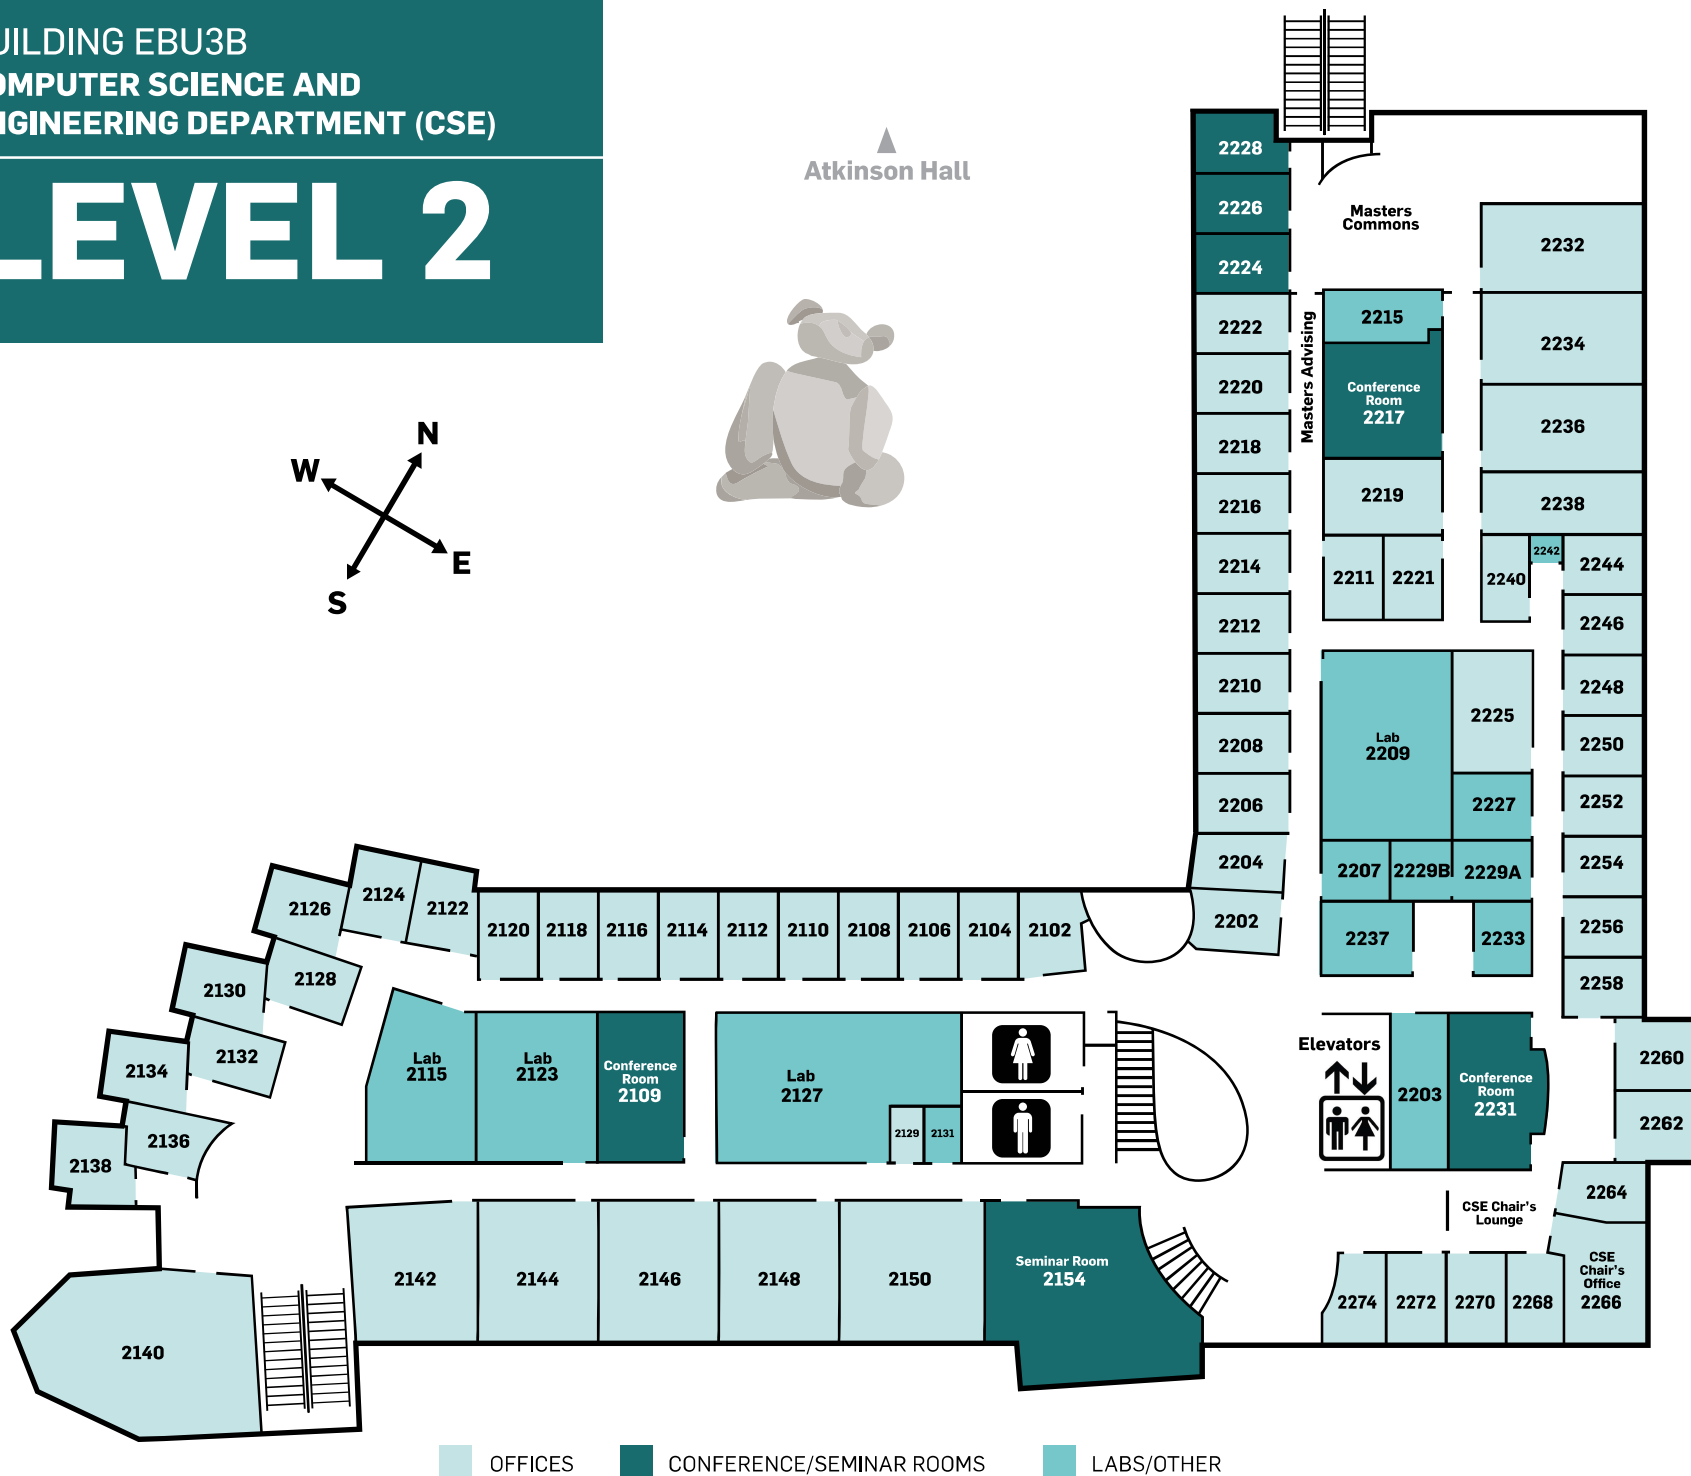 UILDING EBU3B
OMPUTER SCIENCE AND
NGINEERING DEPARTMENT (CSE)
LEVEL 2
Atkinson Hall
N
W
E
S
2228
2226
2224
2222
2220
2218
2216
2214
2212
2210
2208
2206
2204
2202
Masters
Commons
Masters Advising
2215
Conference
Room
2217
2219
2211
2221
2232
2234
2236
2238
2240
2242
2244
2246
2248
2250
2252
2254
2256
2258
2260
2262
2264
Lab
2209
2225
2227
2207
2229B
2229A
2237
2233
Elevators
2203
Conference
Room
2231
CSE Chair's
Lounge
CSE
Chair's
Office
2266
2274
2272
2270
2268
2124
2122
2126
2128
2130
2132
2134
2136
2138
2140
2120
2118
2116
2114
2112
2110
2108
2106
2104
2102
Lab
2115
Lab
2123
Conference
Room
2109
Lab
2127
2129
2131
2142
2144
2146
2148
2150
Seminar Room
2154
OFFICES
CONFERENCE/SEMINAR ROOMS
LABS/OTHER